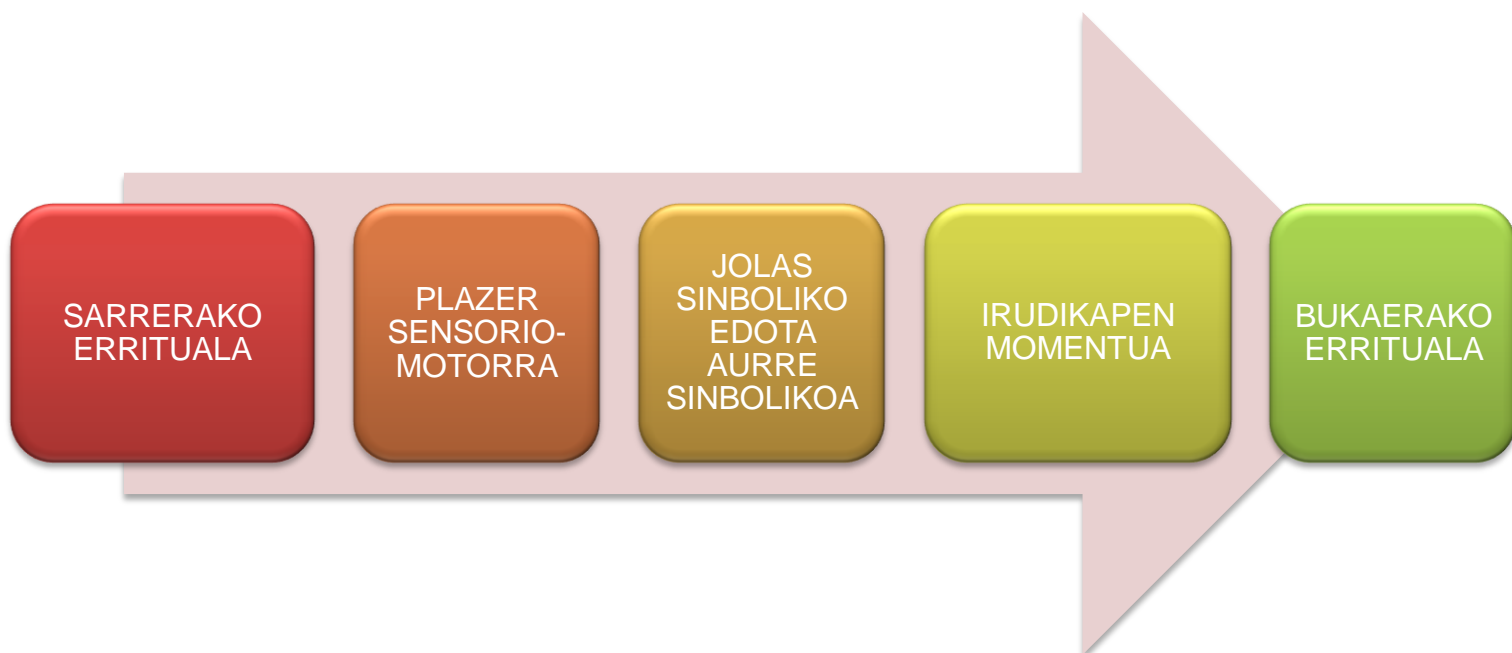 SARRERAKO
ERRITUALA
PLAZER
SENSORIO-
MOTORRA
JOLAS
SINBOLIKO
EDOTA
AURRE
SINBOLIKOA
IRUDIKAPEN
MOMENTUA
BUKAERAKO
ERRITUALA